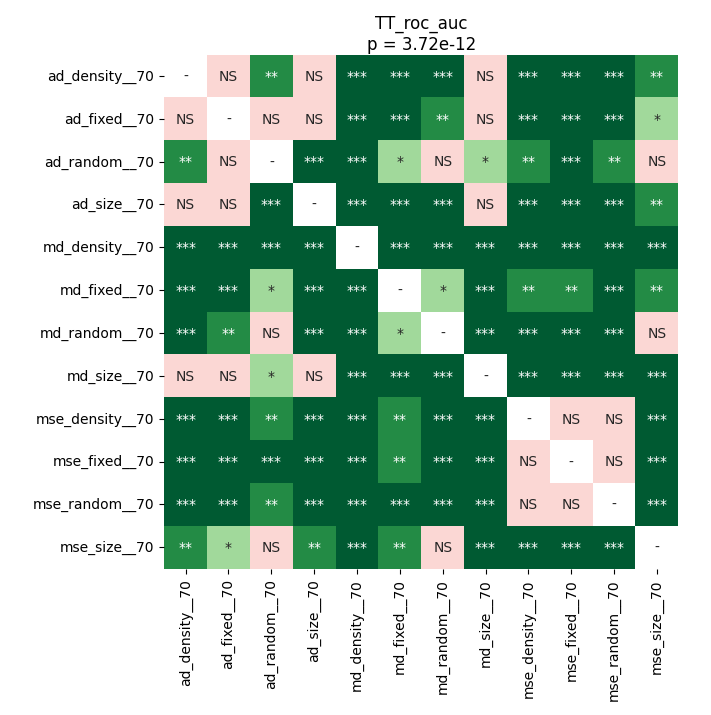 TT_roc_auc
p = 3.72e-12
ad_density__70 - NS ** NS *** *** *** NS *** *** *** **
ad_fixed__70 NS - NS NS *** *** ** NS *** *** *** *
ad_random__70 ** NS - *** *** * NS * ** *** ** NS
ad_size__70 NS NS *** - *** *** *** NS *** *** *** **
md_density__70 *** *** *** *** - *** *** *** *** *** *** ***
md_fixed__70 *** *** * *** *** - * *** ** ** *** **
md_random__70 *** ** NS *** *** * - *** *** *** *** NS
md_size__70 NS NS * NS *** *** *** - *** *** *** ***
mse_density__70 *** *** ** *** *** ** *** *** - NS NS ***
mse_fixed__70 *** *** *** *** *** ** *** *** NS - NS ***
mse_random__70 *** *** ** *** *** *** *** *** NS NS - ***
mse_size__70 ** * NS ** *** ** NS *** *** *** *** -
ad_density__70
ad_fixed__70
ad_random__70
ad_size__70
md_density__70
md_fixed__70
md_random__70
md_size__70
mse_density__70
mse_fixed__70
mse_random__70
mse_size__70